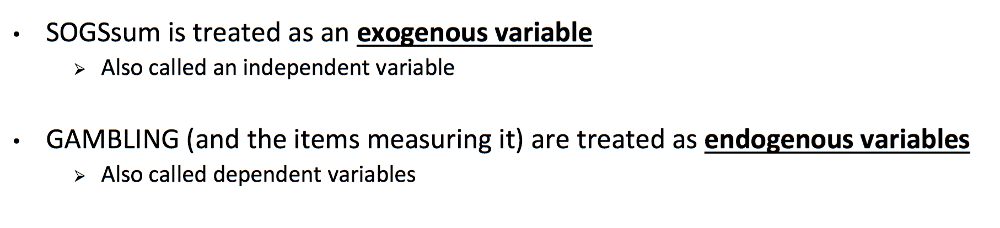 • SOGSsum is treated as an exogenous variable
➢ Also called an independent variable
• GAMBLING (and the items measuring it) are treated as endogenous variables
➢ Also called dependent variables